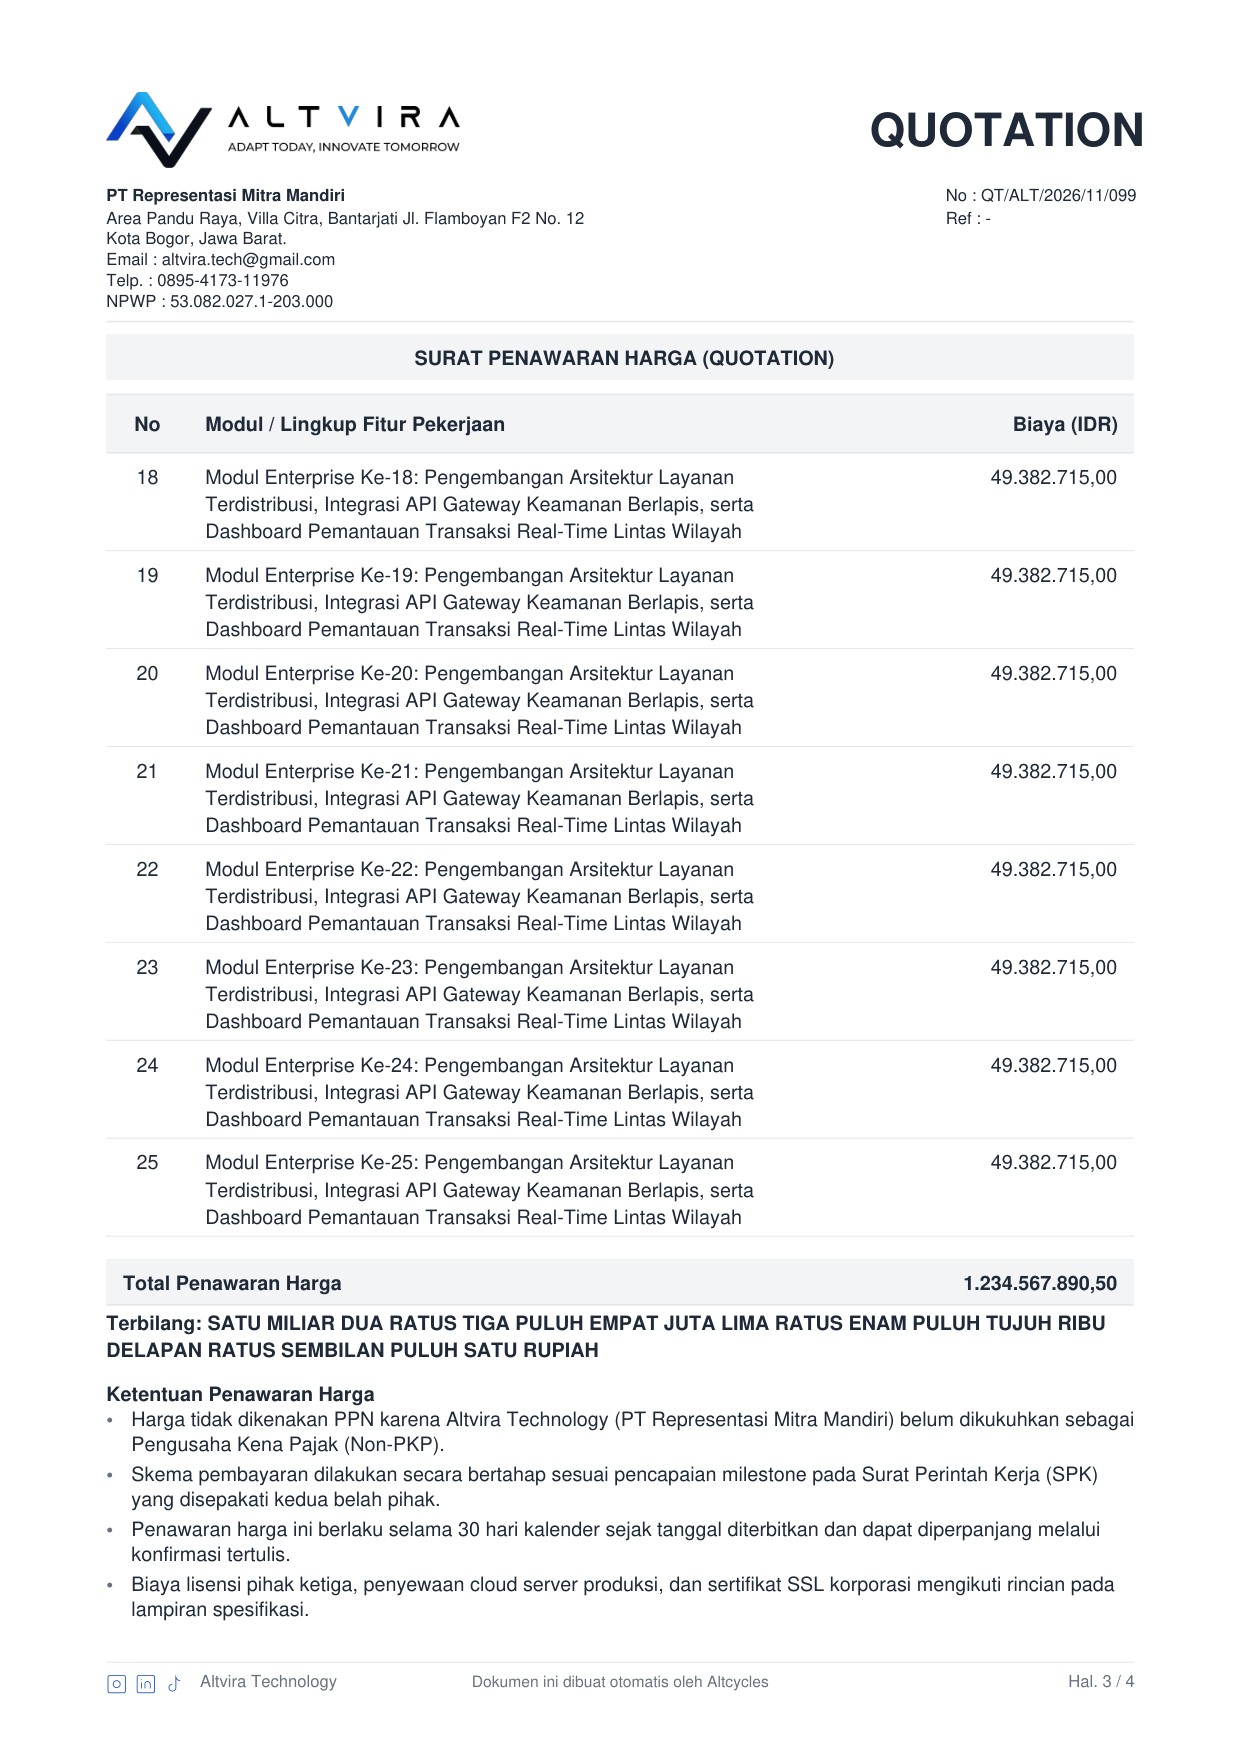 ALTVIRA
ADAPT TODAY, INNOVATE TOMORROW
QUOTATION
PT Representasi Mitra Mandiri
Area Pandu Raya, Villa Citra, Bantarjati Jl. Flamboyan F2 No. 12
Kota Bogor, Jawa Barat.
Email : altvira.tech@gmail.com
Telp. : 0895-4173-11976
NPWP : 53.082.027.1-203.000
No : QT/ALT/2026/11/099
Ref : -
SURAT PENAWARAN HARGA (QUOTATION)
No Modul / Lingkup Fitur Pekerjaan Biaya (IDR)
18 Modul Enterprise Ke-18: Pengembangan Arsitektur Layanan 49.382.715,00
Terdistribusi, Integrasi API Gateway Keamanan Berlapis, serta
Dashboard Pemantauan Transaksi Real-Time Lintas Wilayah
19 Modul Enterprise Ke-19: Pengembangan Arsitektur Layanan 49.382.715,00
Terdistribusi, Integrasi API Gateway Keamanan Berlapis, serta
Dashboard Pemantauan Transaksi Real-Time Lintas Wilayah
20 Modul Enterprise Ke-20: Pengembangan Arsitektur Layanan 49.382.715,00
Terdistribusi, Integrasi API Gateway Keamanan Berlapis, serta
Dashboard Pemantauan Transaksi Real-Time Lintas Wilayah
21 Modul Enterprise Ke-21: Pengembangan Arsitektur Layanan 49.382.715,00
Terdistribusi, Integrasi API Gateway Keamanan Berlapis, serta
Dashboard Pemantauan Transaksi Real-Time Lintas Wilayah
22 Modul Enterprise Ke-22: Pengembangan Arsitektur Layanan 49.382.715,00
Terdistribusi, Integrasi API Gateway Keamanan Berlapis, serta
Dashboard Pemantauan Transaksi Real-Time Lintas Wilayah
23 Modul Enterprise Ke-23: Pengembangan Arsitektur Layanan 49.382.715,00
Terdistribusi, Integrasi API Gateway Keamanan Berlapis, serta
Dashboard Pemantauan Transaksi Real-Time Lintas Wilayah
24 Modul Enterprise Ke-24: Pengembangan Arsitektur Layanan 49.382.715,00
Terdistribusi, Integrasi API Gateway Keamanan Berlapis, serta
Dashboard Pemantauan Transaksi Real-Time Lintas Wilayah
25 Modul Enterprise Ke-25: Pengembangan Arsitektur Layanan 49.382.715,00
Terdistribusi, Integrasi API Gateway Keamanan Berlapis, serta
Dashboard Pemantauan Transaksi Real-Time Lintas Wilayah
Total Penawaran Harga 1.234.567.890,50
Terbilang: SATU MILIAR DUA RATUS TIGA PULUH EMPAT JUTA LIMA RATUS ENAM PULUH TUJUH RIBU
DELAPAN RATUS SEMBILAN PULUH SATU RUPIAH
Ketentuan Penawaran Harga
• Harga tidak dikenakan PPN karena Altvira Technology (PT Representasi Mitra Mandiri) belum dikukuhkan sebagai
Pengusaha Kena Pajak (Non-PKP).
• Skema pembayaran dilakukan secara bertahap sesuai pencapaian milestone pada Surat Perintah Kerja (SPK)
yang disepakati kedua belah pihak.
• Penawaran harga ini berlaku selama 30 hari kalender sejak tanggal diterbitkan dan dapat diperpanjang melalui
konfirmasi tertulis.
• Biaya lisensi pihak ketiga, penyewaan cloud server produksi, dan sertifikat SSL korporasi mengikuti rincian pada
lampiran spesifikasi.
Altvira Technology Dokumen ini dibuat otomatis oleh Altcycles Hal. 3 / 4